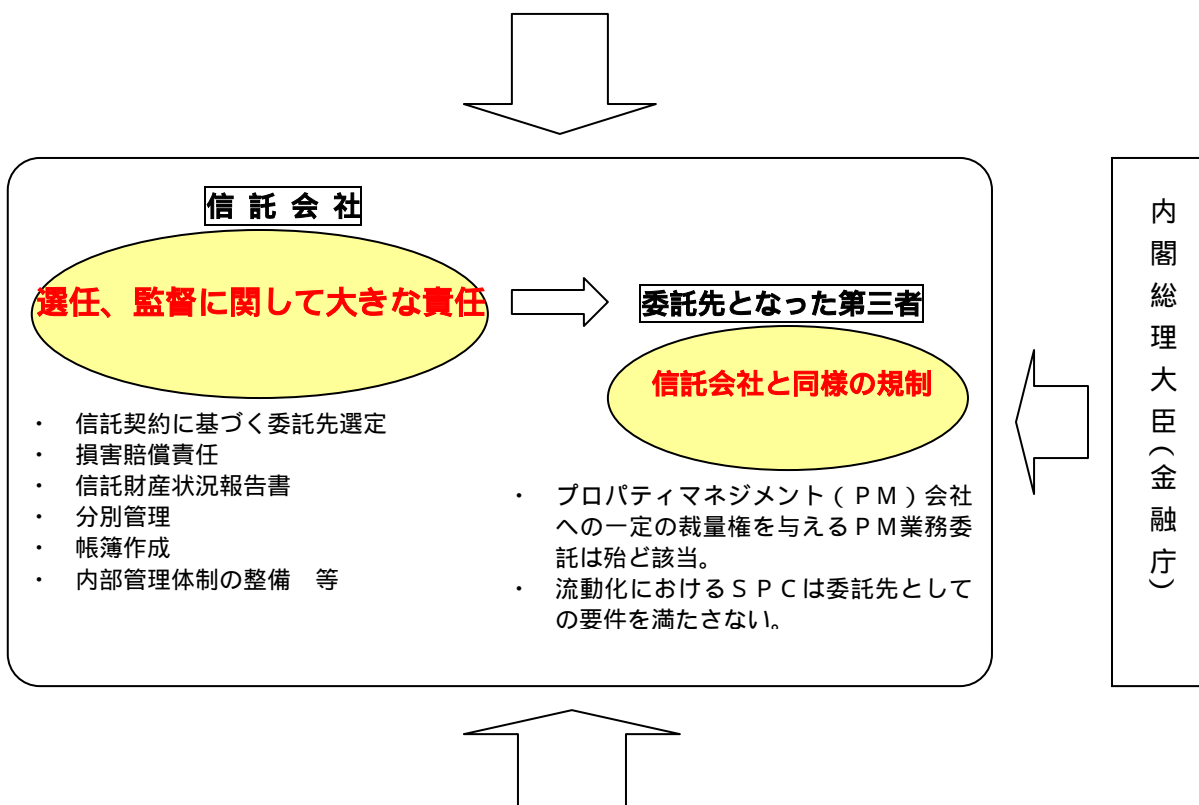 信 託 会 社
選任、監督に関して大きな責任
・ 信託契約に基づく委託先選定
・ 損害賠償責任
・ 信託財産状況報告書
・ 分別管理
・ 帳簿作成
・ 内部管理体制の整備　等
委託先となった第三者
信託会社と同様の規制
・ プロパティマネジメント（ＰＭ）会社
への一定の裁量権を与えるＰＭ業務委
託は殆ど該当。
・ 流動化におけるＳＰＣは委託先として
の要件を満たさない。
内閣総理大臣（金融庁）